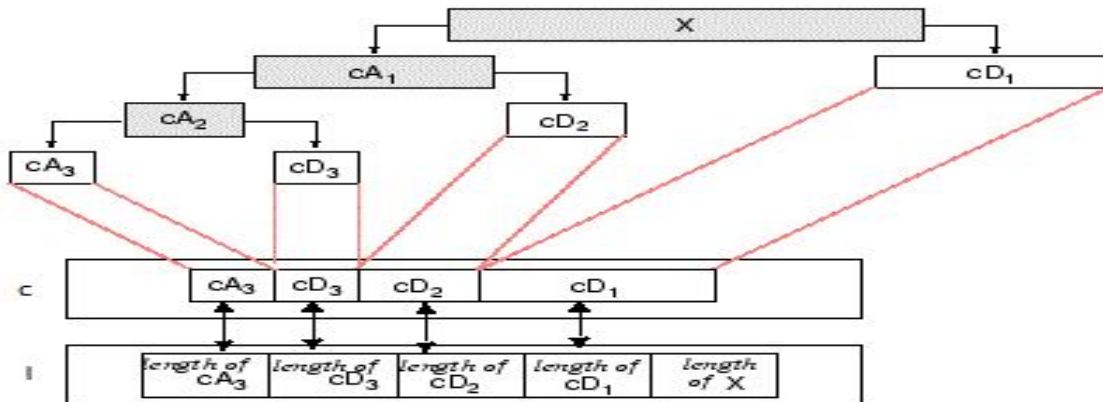 X
cA₁ cD₁
cA₂ cD₂
cA₃ cD₃
c cA₃ cD₃ cD₂ cD₁
length of length of length of length of length
l cA₃ cD₃ cD₂ cD₁ of X